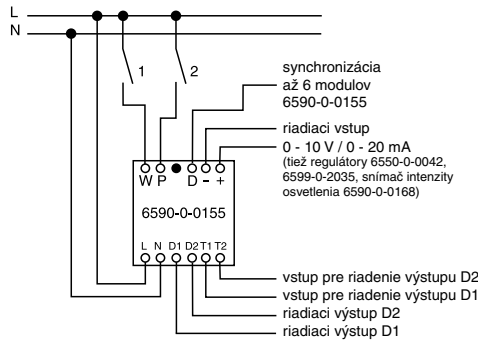 L
N
1
2
synchronizácia
až 6 modulov
6590-0-0155
riadiaci vstup
0 - 10 V / 0 - 20 mA
(tiež regulátory 6550-0-0042,
6599-0-2035, snímač intenzity
osvetlenia 6590-0-0168)
W P D - +
6590-0-0155
L N D1 D2 T1 T2
vstup pre riadenie výstupu D2
vstup pre riadenie výstupu D1
riadiaci výstup D2
riadiaci výstup D1